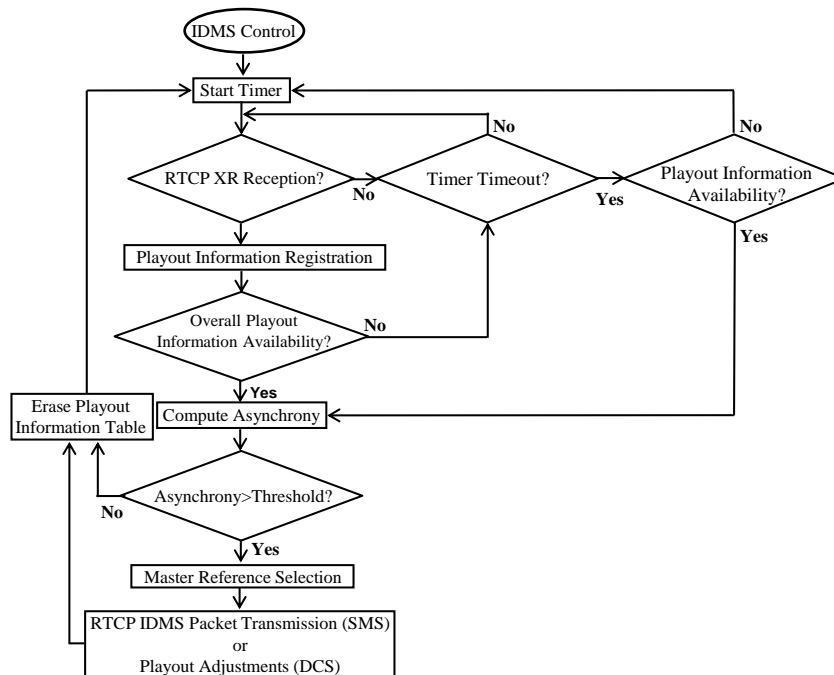 IDMS Control
Start Timer
No
No
RTCP XR Reception?
No
Timer Timeout?
Yes
Playout Information
Availability?
Yes
Playout Information Registration
Overall Playout
Information Availability?
No
Yes
Erase Playout
Information Table
Compute Asynchrony
Asynchrony>Threshold?
No
Yes
Master Reference Selection
RTCP IDMS Packet Transmission (SMS)
or
Playout Adjustments (DCS)